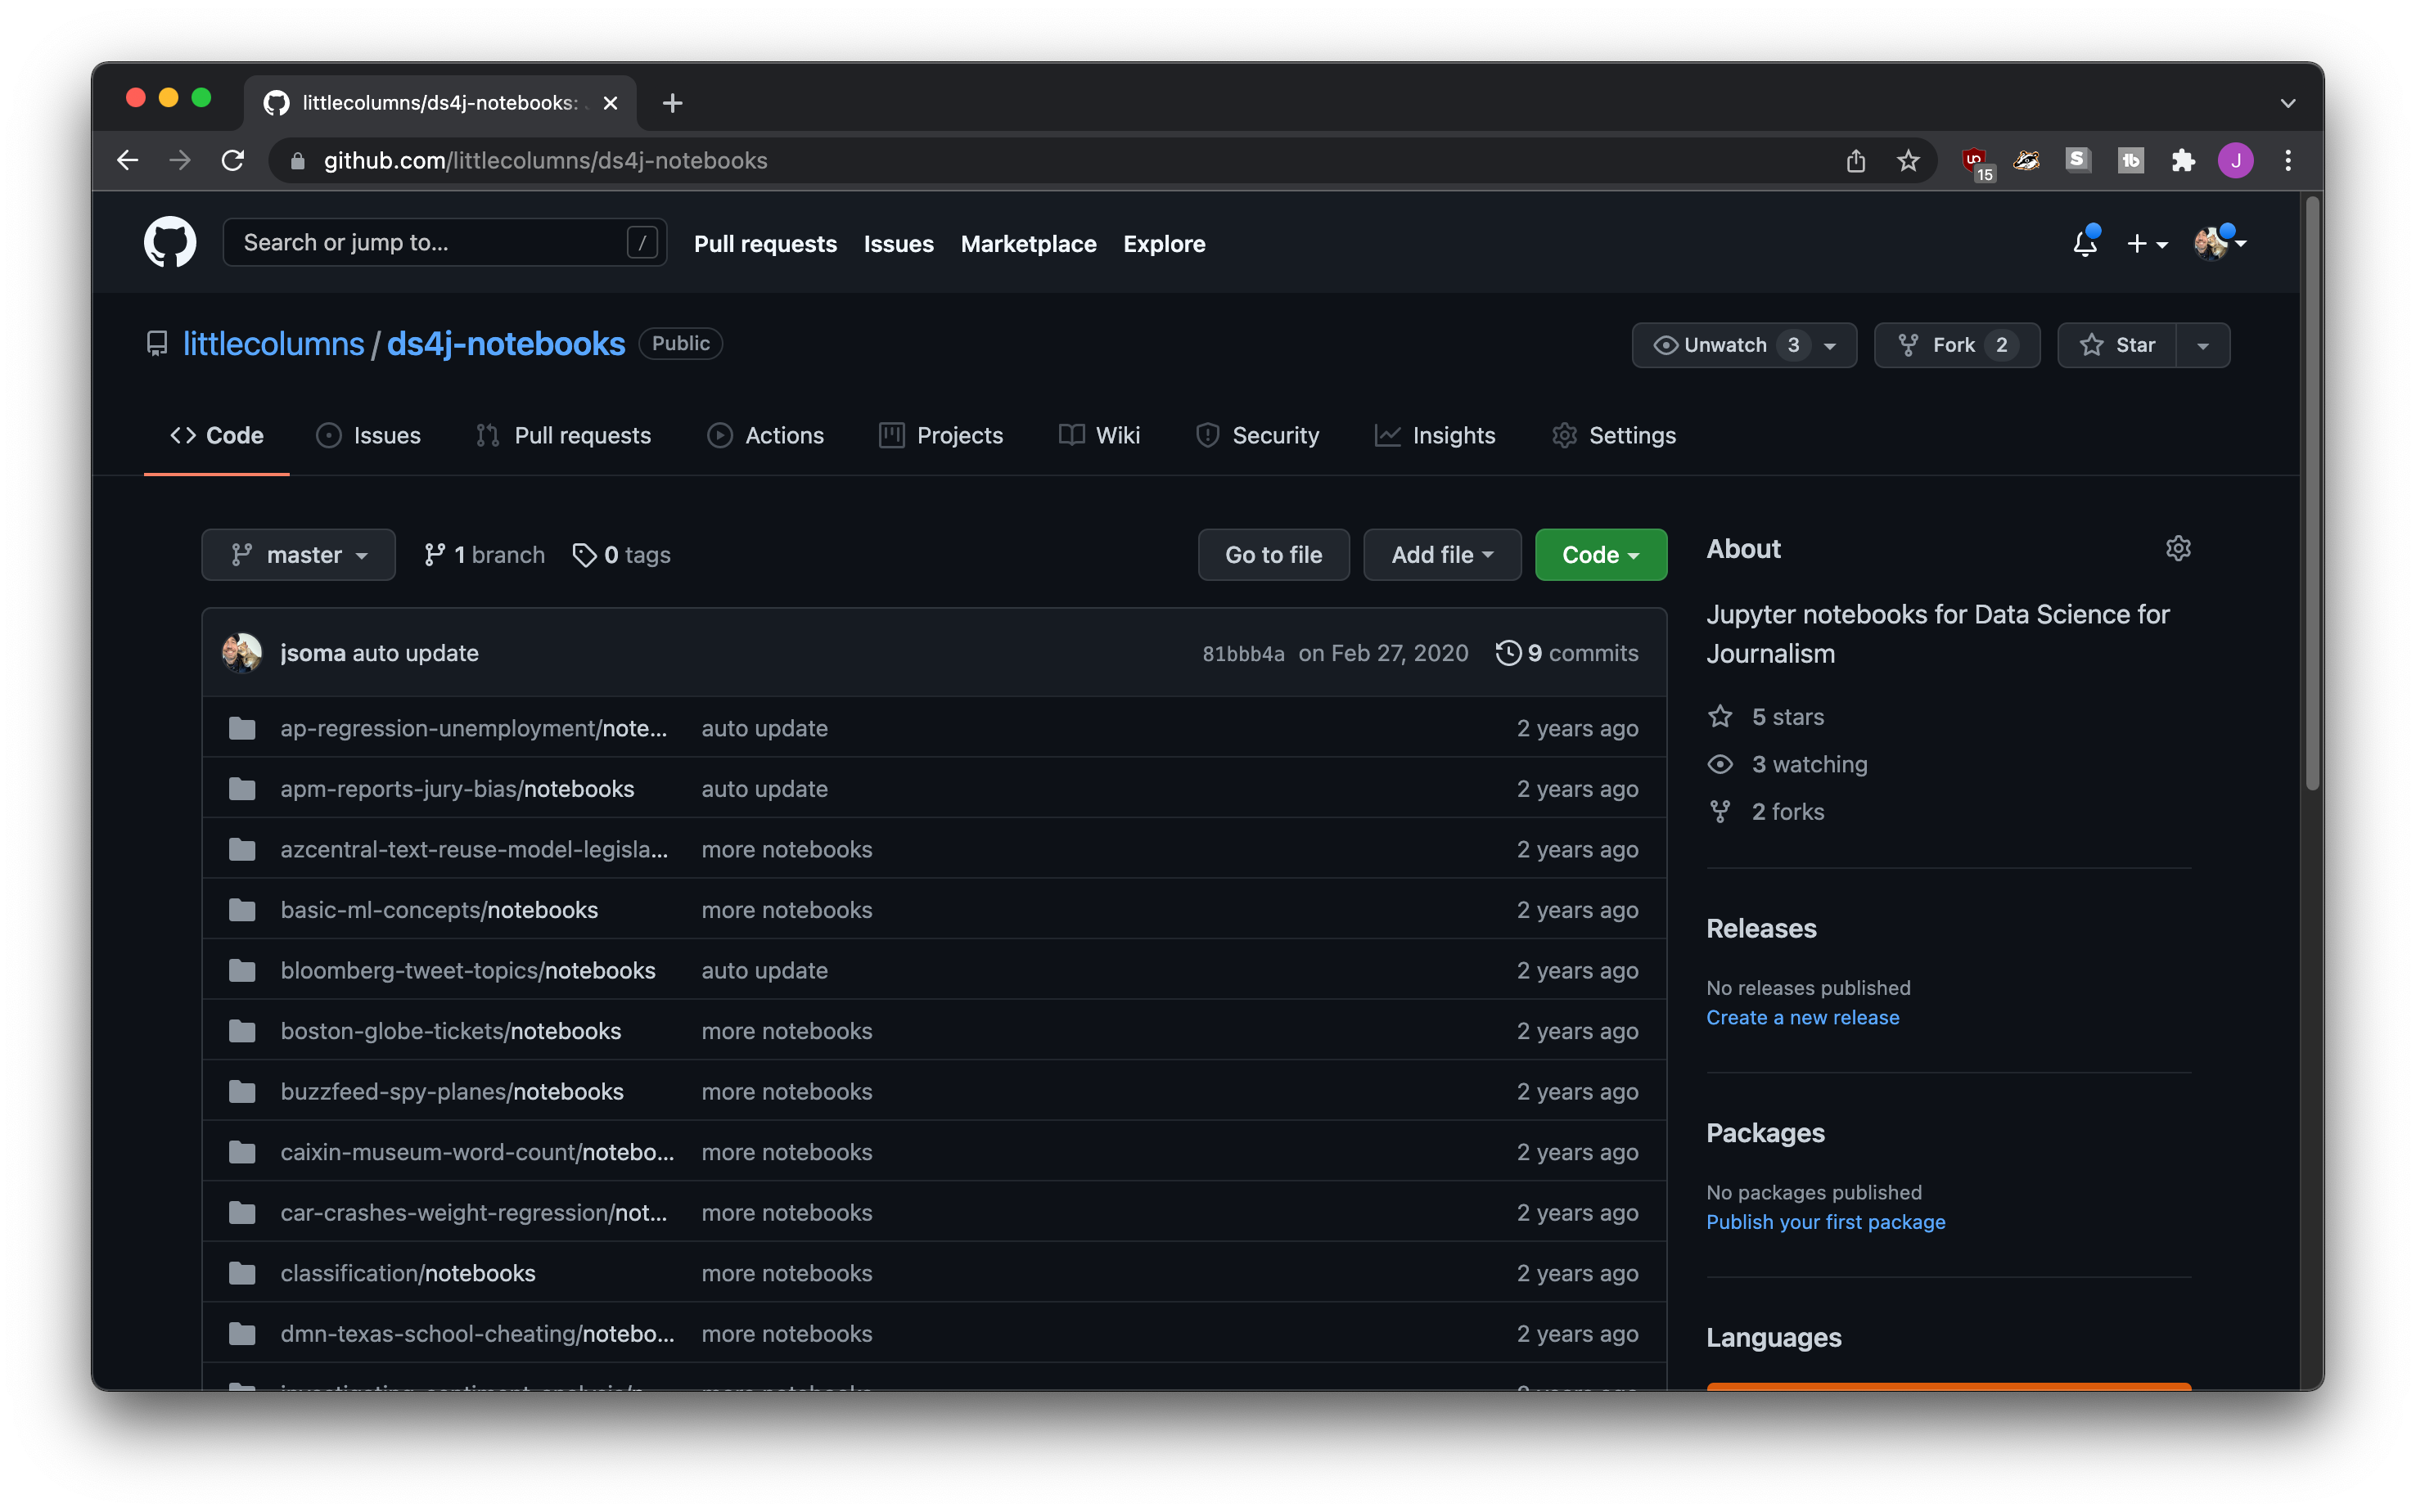 littlecolumns/ds4j-notebooks:
github.com/littlecolumns/ds4j-notebooks
15
S
tb
J
Search or jump to...
/
Pull requests
Issues
Marketplace
Explore
littlecolumns / ds4j-notebooks
Public
Unwatch 3
Fork 2
Star
Code
Issues
Pull requests
Actions
Projects
Wiki
Security
Insights
Settings
master
1 branch
0 tags
Go to file
Add file
Code
jsoma auto update
81bbb4a on Feb 27, 2020
9 commits
ap-regression-unemployment/note... auto update 2 years ago
apm-reports-jury-bias/notebooks auto update 2 years ago
azcentral-text-reuse-model-legisla... more notebooks 2 years ago
basic-ml-concepts/notebooks more notebooks 2 years ago
bloomberg-tweet-topics/notebooks auto update 2 years ago
boston-globe-tickets/notebooks more notebooks 2 years ago
buzzfeed-spy-planes/notebooks more notebooks 2 years ago
caixin-museum-word-count/notebo... more notebooks 2 years ago
car-crashes-weight-regression/not... more notebooks 2 years ago
classification/notebooks more notebooks 2 years ago
dmn-texas-school-cheating/notebo... more notebooks 2 years ago
About
Jupyter notebooks for Data Science for
Journalism
5 stars
3 watching
2 forks
Releases
No releases published
Create a new release
Packages
No packages published
Publish your first package
Languages